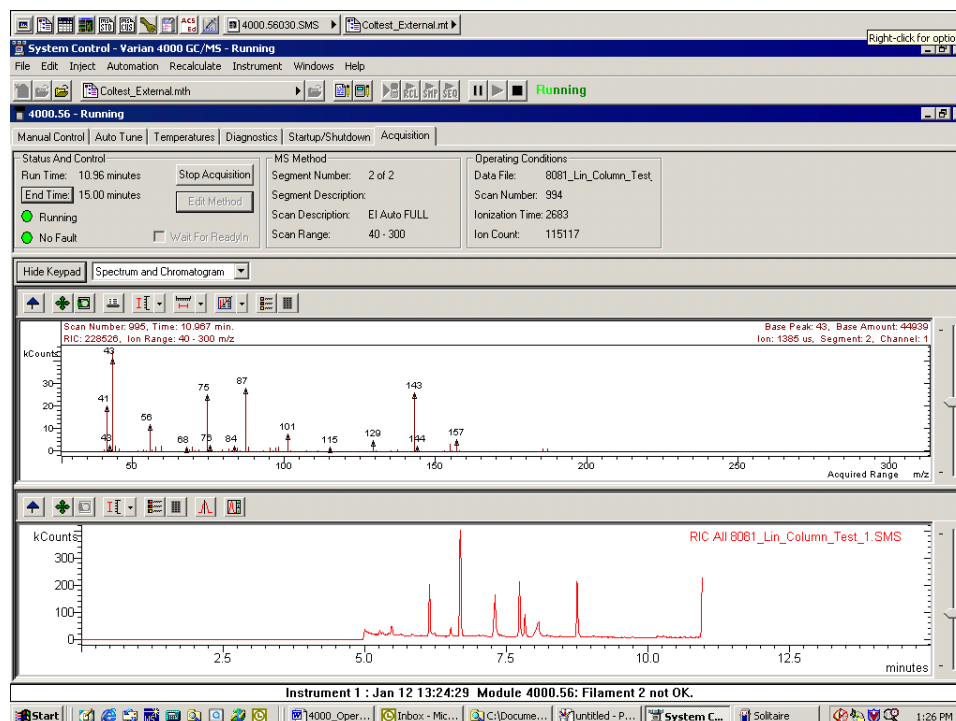 4000.56030.SMS Coltest_External.mt
Right-click for optio
System Control - Varian 4000 GC/MS - Running
File Edit Inject Automation Recalculate Instrument Windows Help
Coltest_External.mth RCL SMP SEQ Running
4000.56 - Running
Manual Control Auto Tune Temperatures Diagnostics Startup/Shutdown Acquisition
Status And Control MS Method Operating Conditions
Run Time: 10.96 minutes Stop Acquisition Segment Number: 2 of 2 Data File: 8081_Lin_Column_Test_
End Time: 15.00 minutes Edit Method Segment Description: Scan Number: 994
Running Scan Description: EI Auto FULL Ionization Time: 2683
No Fault Wait For ReadyIn Scan Range: 40 - 300 Ion Count: 115117
Hide Keypad Spectrum and Chromatogram
Scan Number: 995, Time: 10.967 min. Base Peak: 43, Base Amount: 44939
RIC: 228526, Ion Range: 40 - 300 m/z Ion: 1385 us, Segment: 2, Channel: 1
kCounts 43
30
87
75 143
20 41
56
10 101
129 157
43 68 76 84 115 144
0
50 100 150 200 250 300
Acquired Range m/z
kCounts RIC All 8081_Lin_Column_Test_1.SMS
300
200
100
0
2.5 5.0 7.5 10.0 12.5
minutes
Instrument 1 : Jan 12 13:24:29 Module 4000.56: Filament 2 not OK.
Start 4000_Oper... Inbox - Mic... C:\Docume... untitled - P... System C... Solitaire 1:26 PM